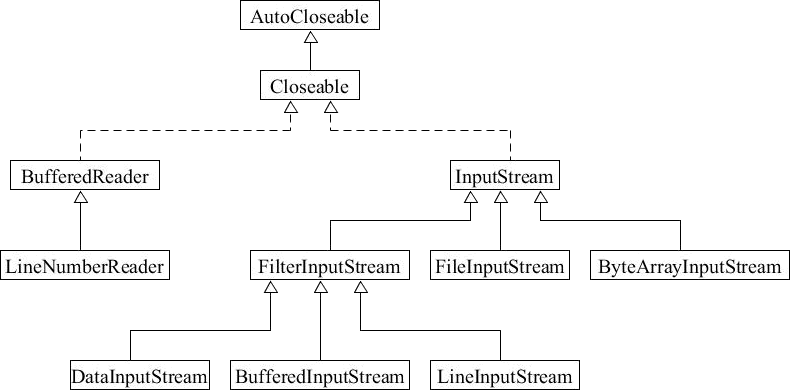 AutoCloseable
Closeable
BufferedReader
InputStream
LineNumberReader
FilterInputStream
FileInputStream
ByteArrayInputStream
DataInputStream
BufferedInputStream
LineInputStream